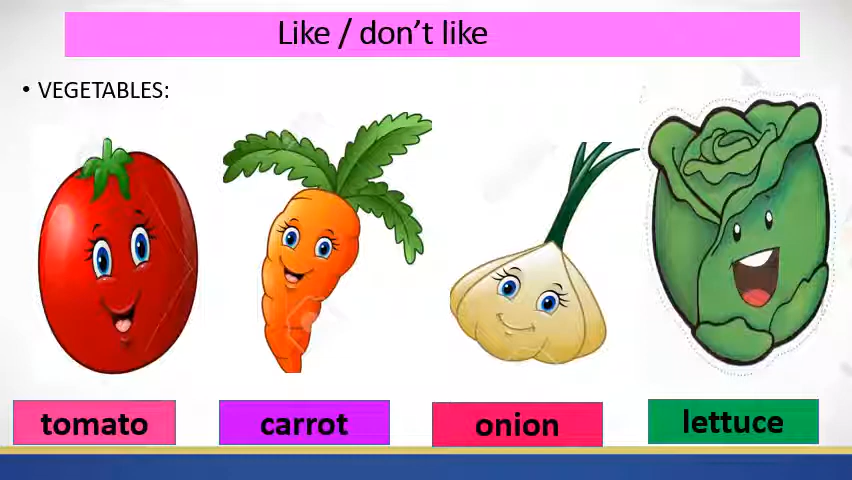 Like / don’t like
• VEGETABLES:
tomato
carrot
onion
lettuce